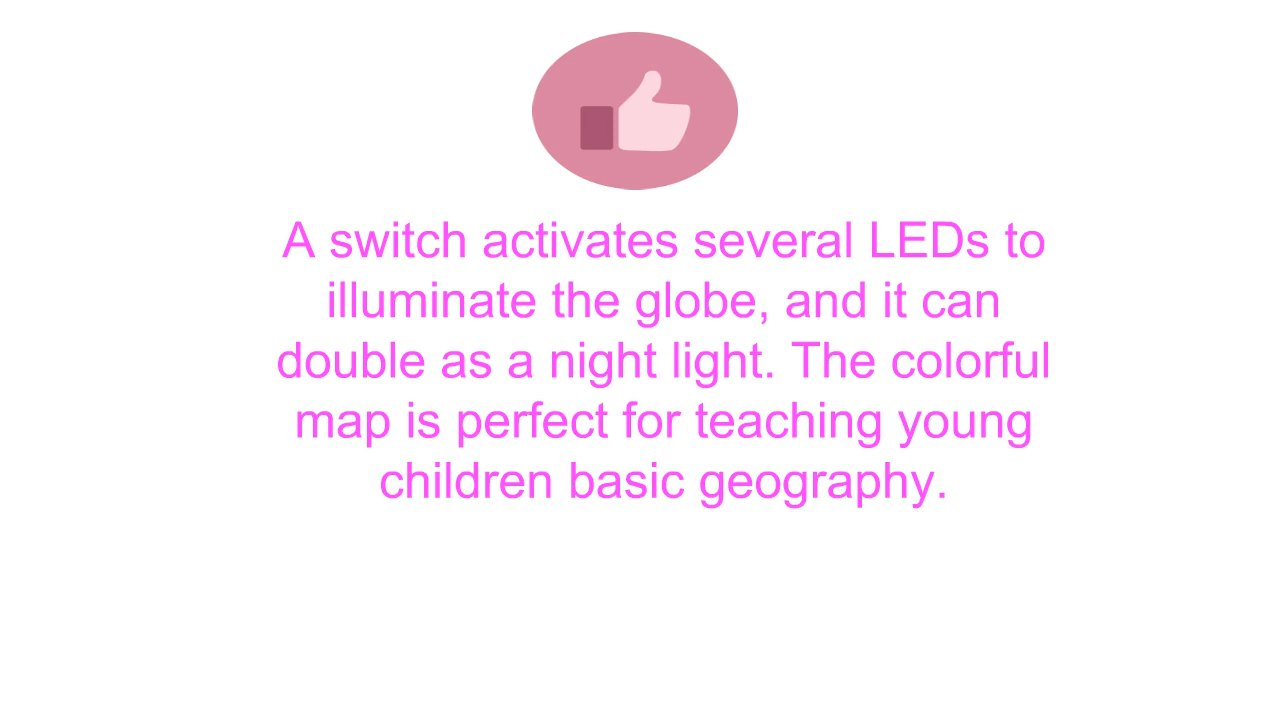 A switch activates several LEDs to
illuminate the globe, and it can
double as a night light. The colorful
map is perfect for teaching young
children basic geography.